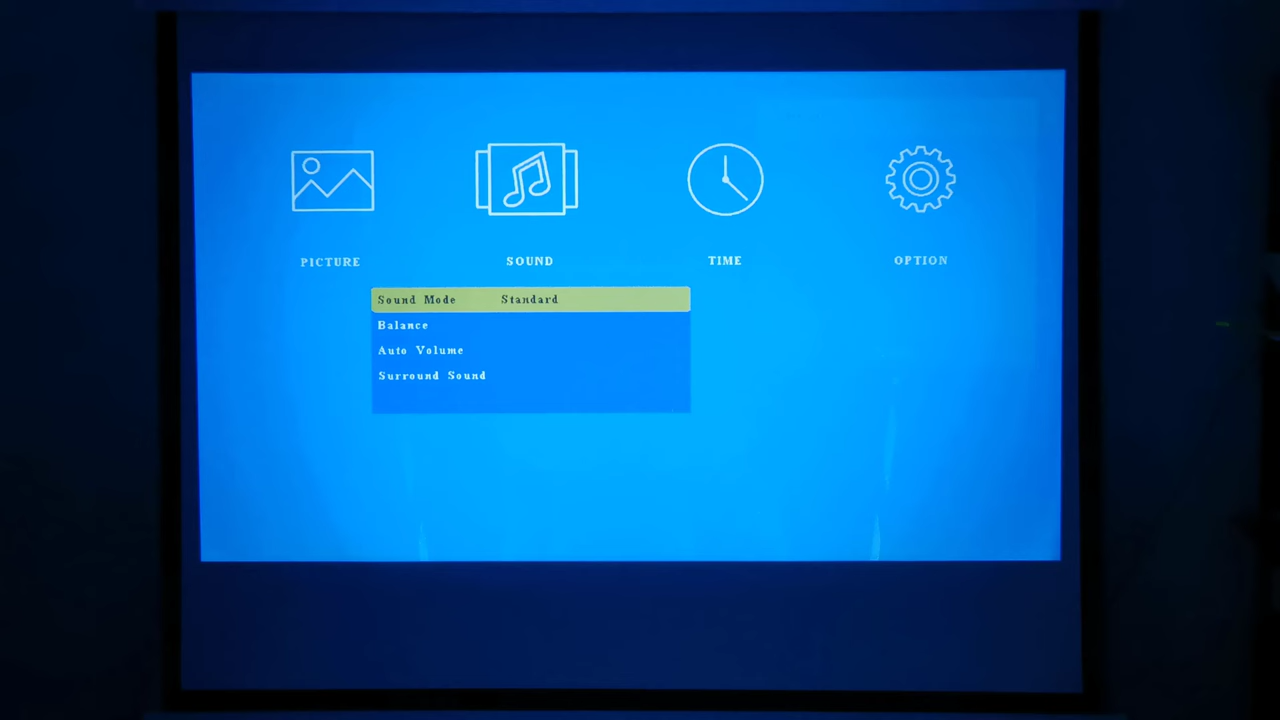 PICTURE SOUND TIME OPTION
Sound Mode Standard
Balance
Auto Volume
Surround Sound